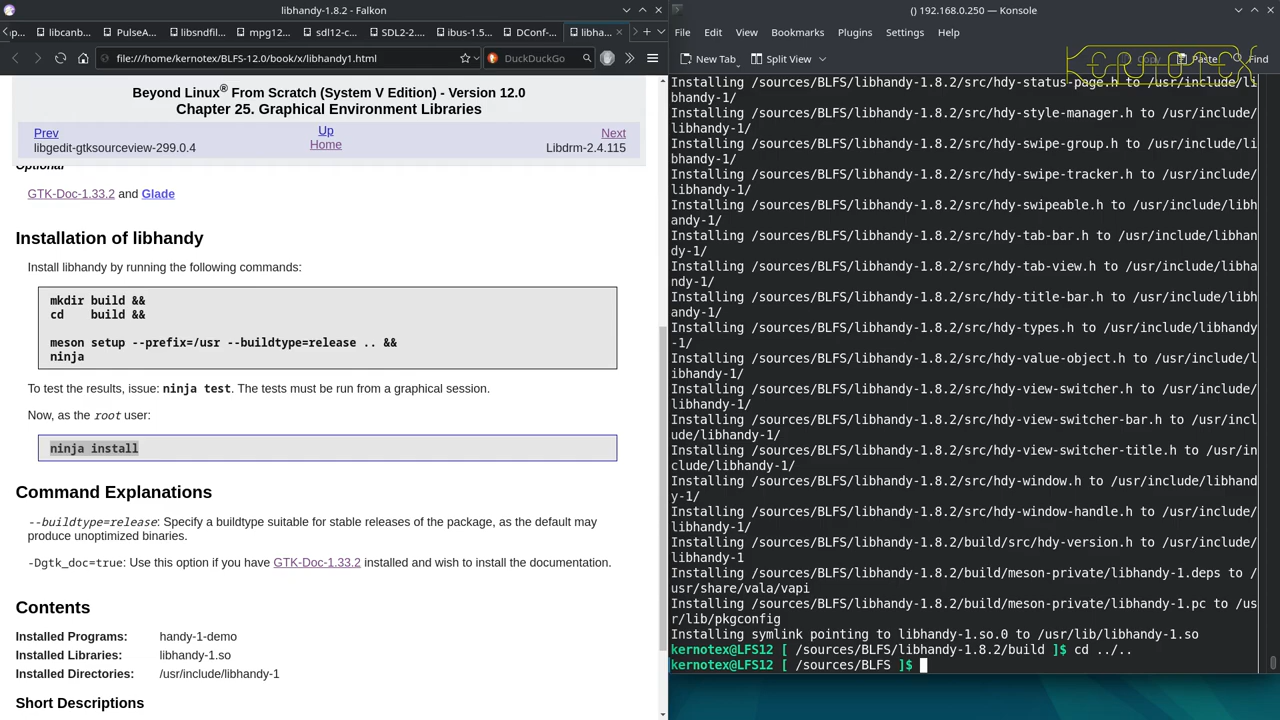 libhandy-1.8.2 - Falkon
p...
libcanb...
PulseA...
libsndfil...
mpg12...
sdl12-c...
SDL2-2....
ibus-1.5...
DConf-...
libha...
file:///home/kernotex/BLFS-12.0/book/x/libhandy1.html
DuckDuckGo
Beyond Linux® From Scratch (System V Edition) - Version 12.0
Chapter 25. Graphical Environment Libraries
Prev
Up
Next
libgedit-gtksourceview-299.0.4
Home
Libdrm-2.4.115
Optional
GTK-Doc-1.33.2 and Glade
Installation of libhandy
Install libhandy by running the following commands:
mkdir build &&
cd    build &&
meson setup --prefix=/usr --buildtype=release .. &&
ninja
To test the results, issue: ninja test. The tests must be run from a graphical session.
Now, as the root user:
ninja install
Command Explanations
--buildtype=release: Specify a buildtype suitable for stable releases of the package, as the default may
produce unoptimized binaries.
-Dgtk_doc=true: Use this option if you have GTK-Doc-1.33.2 installed and wish to install the documentation.
Contents
Installed Programs: handy-1-demo
Installed Libraries: libhandy-1.so
Installed Directories: /usr/include/libhandy-1
Short Descriptions
() 192.168.0.250 — Konsole
File Edit View Bookmarks Plugins Settings Help
New Tab Split View Copy Paste Find
KERNOTEX
Installing /sources/BLFS/libhandy-1.8.2/src/hdy-status-page.h to /usr/include/li
bhandy-1/
Installing /sources/BLFS/libhandy-1.8.2/src/hdy-style-manager.h to /usr/include/
libhandy-1/
Installing /sources/BLFS/libhandy-1.8.2/src/hdy-swipe-group.h to /usr/include/li
bhandy-1/
Installing /sources/BLFS/libhandy-1.8.2/src/hdy-swipe-tracker.h to /usr/include/
libhandy-1/
Installing /sources/BLFS/libhandy-1.8.2/src/hdy-swipeable.h to /usr/include/libh
andy-1/
Installing /sources/BLFS/libhandy-1.8.2/src/hdy-tab-bar.h to /usr/include/libhan
dy-1/
Installing /sources/BLFS/libhandy-1.8.2/src/hdy-tab-view.h to /usr/include/libha
ndy-1/
Installing /sources/BLFS/libhandy-1.8.2/src/hdy-title-bar.h to /usr/include/libh
andy-1/
Installing /sources/BLFS/libhandy-1.8.2/src/hdy-types.h to /usr/include/libhandy
-1/
Installing /sources/BLFS/libhandy-1.8.2/src/hdy-value-object.h to /usr/include/l
ibhandy-1/
Installing /sources/BLFS/libhandy-1.8.2/src/hdy-view-switcher.h to /usr/include/
libhandy-1/
Installing /sources/BLFS/libhandy-1.8.2/src/hdy-view-switcher-bar.h to /usr/incl
ude/libhandy-1/
Installing /sources/BLFS/libhandy-1.8.2/src/hdy-view-switcher-title.h to /usr/in
clude/libhandy-1/
Installing /sources/BLFS/libhandy-1.8.2/src/hdy-window.h to /usr/include/libhand
y-1/
Installing /sources/BLFS/libhandy-1.8.2/src/hdy-window-handle.h to /usr/include/
libhandy-1/
Installing /sources/BLFS/libhandy-1.8.2/build/src/hdy-version.h to /usr/include/
libhandy-1
Installing /sources/BLFS/libhandy-1.8.2/build/meson-private/libhandy-1.deps to /
usr/share/vala/vapi
Installing /sources/BLFS/libhandy-1.8.2/build/meson-private/libhandy-1.pc to /us
r/lib/pkgconfig
Installing symlink pointing to libhandy-1.so.0 to /usr/lib/libhandy-1.so
kernotex@LFS12 [ /sources/BLFS/libhandy-1.8.2/build ]$ cd ../..
kernotex@LFS12 [ /sources/BLFS ]$